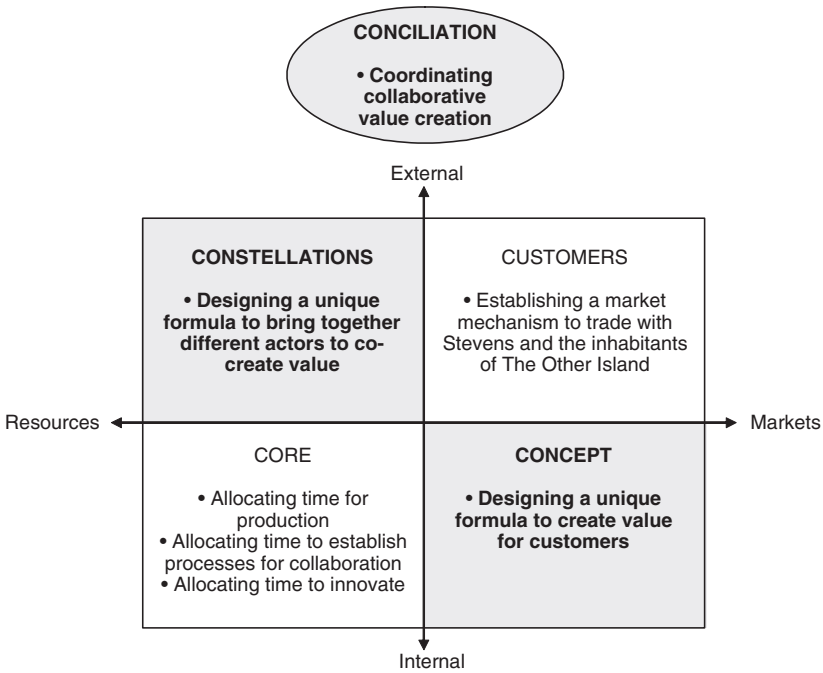 CONCILIATION
• Coordinating
collaborative
value creation
External
CONSTELLATIONS
• Designing a unique
formula to bring together
different actors to co-
create value
CUSTOMERS
• Establishing a market
mechanism to trade with
Stevens and the inhabitants
of The Other Island
Resources
Markets
CORE
• Allocating time for
production
• Allocating time to establish
processes for collaboration
• Allocating time to innovate
CONCEPT
• Designing a unique
formula to create value
for customers
Internal